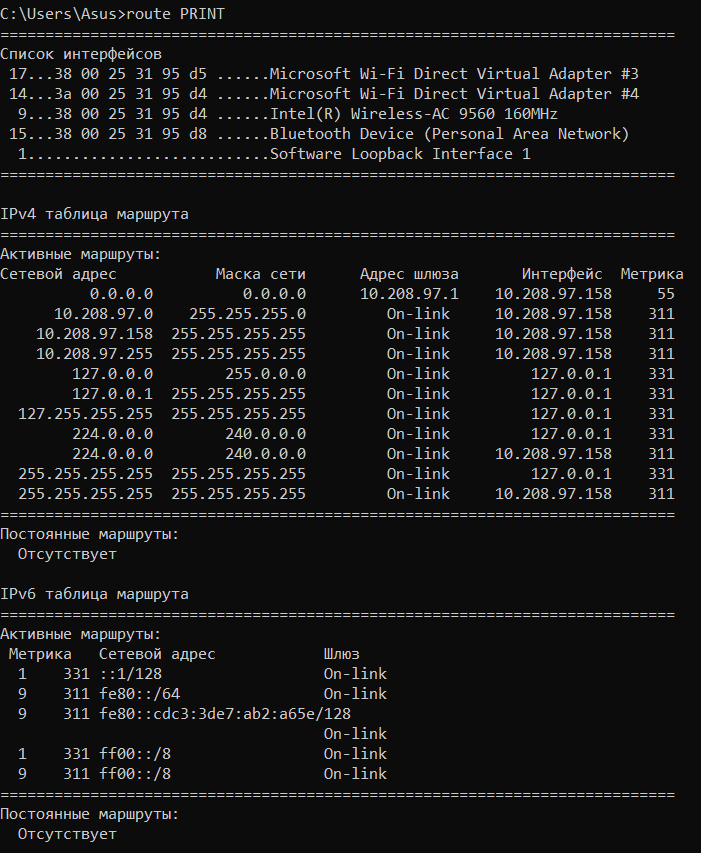 C:\Users\Asus>route PRINT
===========================================================================
Список интерфейсов
 17...38 00 25 31 95 d5 ......Microsoft Wi-Fi Direct Virtual Adapter #3
 14...3a 00 25 31 95 d4 ......Microsoft Wi-Fi Direct Virtual Adapter #4
  9...38 00 25 31 95 d4 ......Intel(R) Wireless-AC 9560 160MHz
 15...38 00 25 31 95 d8 ......Bluetooth Device (Personal Area Network)
  1...........................Software Loopback Interface 1
===========================================================================
IPv4 таблица маршрута
===========================================================================
Активные маршруты:
Сетевой адрес           Маска сети      Адрес шлюза       Интерфейс  Метрика
          0.0.0.0          0.0.0.0      10.208.97.1    10.208.97.158     55
      10.208.97.0    255.255.255.0         On-link     10.208.97.158    311
    10.208.97.158  255.255.255.255         On-link     10.208.97.158    311
    10.208.97.255  255.255.255.255         On-link     10.208.97.158    311
        127.0.0.0        255.0.0.0         On-link         127.0.0.1    331
        127.0.0.1  255.255.255.255         On-link         127.0.0.1    331
  127.255.255.255  255.255.255.255         On-link         127.0.0.1    331
        224.0.0.0        240.0.0.0         On-link         127.0.0.1    331
        224.0.0.0        240.0.0.0         On-link     10.208.97.158    311
  255.255.255.255  255.255.255.255         On-link         127.0.0.1    331
  255.255.255.255  255.255.255.255         On-link     10.208.97.158    311
===========================================================================
Постоянные маршруты:
  Отсутствует
IPv6 таблица маршрута
===========================================================================
Активные маршруты:
 Метрика   Сетевой адрес            Шлюз
  1    331 ::1/128                  On-link
  9    311 fe80::/64                On-link
  9    311 fe80::cdc3:3de7:ab2:a65e/128
                                    On-link
  1    331 ff00::/8                 On-link
  9    311 ff00::/8                 On-link
===========================================================================
Постоянные маршруты:
  Отсутствует